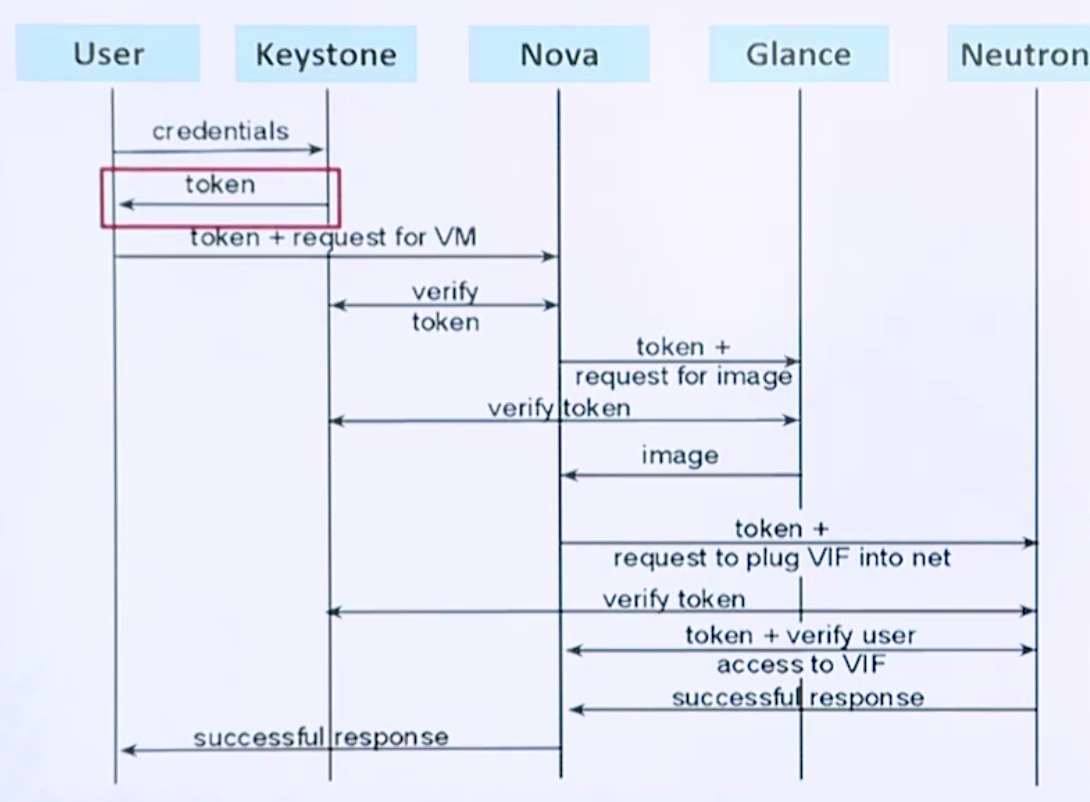 User
Keystone
Nova
Glance
Neutron
credentials
token
token + request for VM
verify
token
token +
request for image
verify token
image
token +
request to plug VIF into net
verify token
token + verify user
access to VIF
successful response
successful response